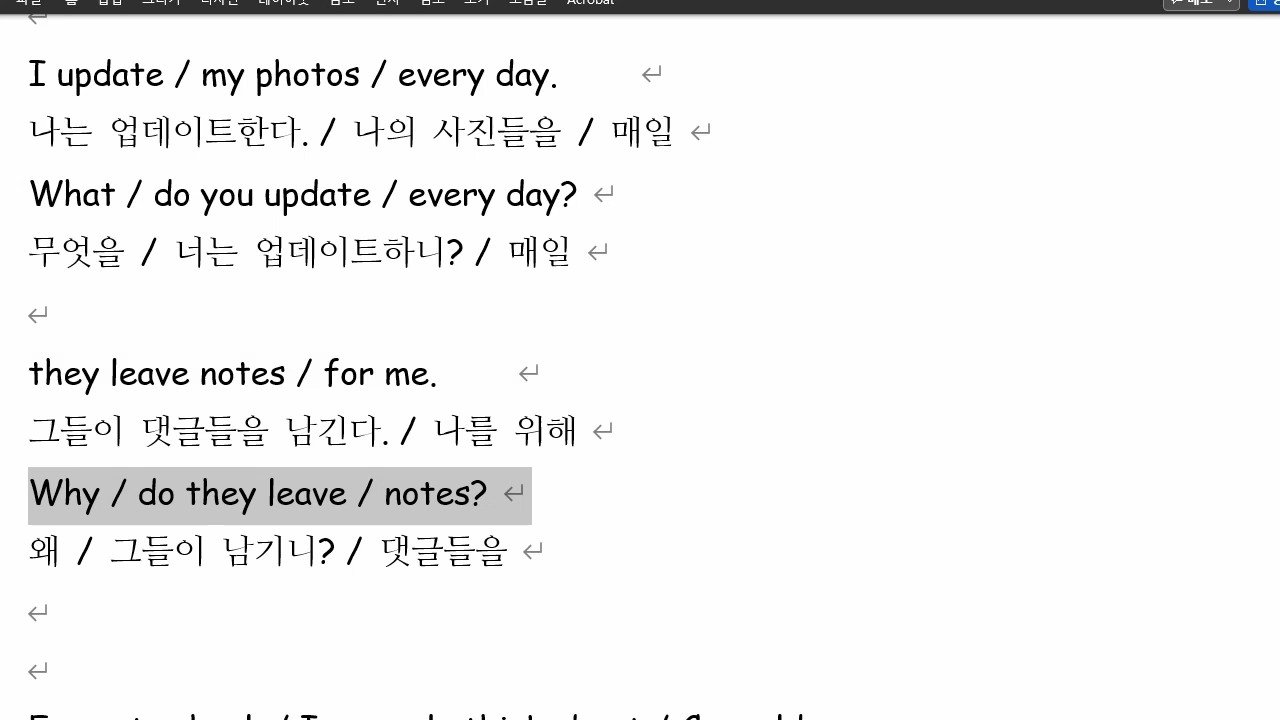 Acrobat
I update / my photos / every day.
나는 업데이트한다. / 나의 사진들을 / 매일
What / do you update / every day?
무엇을 / 너는 업데이트하니? / 매일
they leave notes / for me.
그들이 댓글들을 남긴다. / 나를 위해
Why / do they leave / notes?
왜 / 그들이 남기니? / 댓글들을